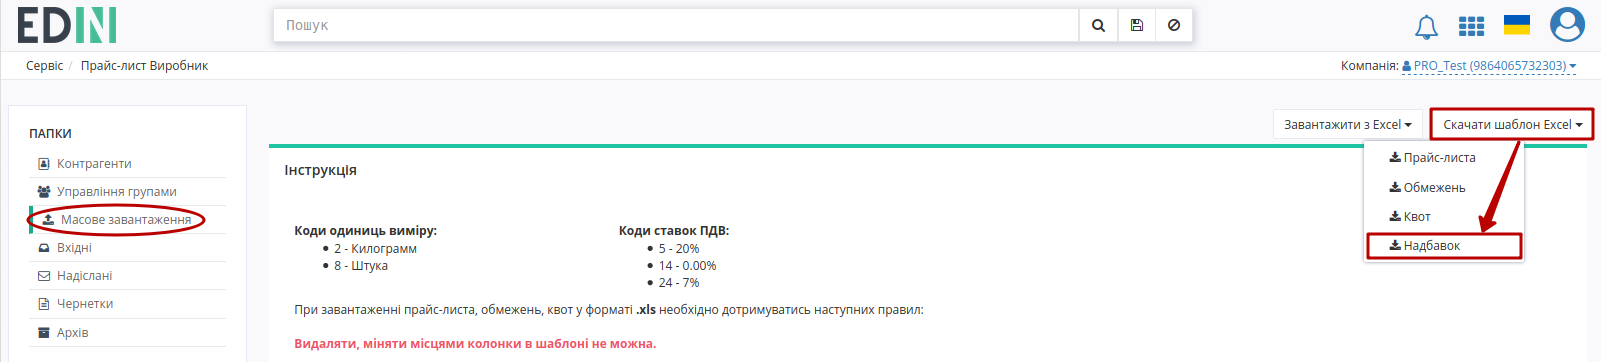 EDIN
Пошук
Сервіс / Прайс-лист Виробник
Компанія: PRO_Test (9864065732303)
ПАПКИ
Контрагенти
Управління групами
Масове завантаження
Вхідні
Надіслані
Чернетки
Архів
Завантажити з Excel
Скачати шаблон Excel
Прайс-листа
Обмежень
Квот
Надбавок
Інструкція
Коди одиниць виміру:
2 - Килограмм
8 - Штука
Коди ставок ПДВ:
5 - 20%
14 - 0.00%
24 - 7%
При завантаженні прайс-листа, обмежень, квот у форматі .xls необхідно дотримуватись наступних правил:
Видаляти, міняти місцями колонки в шаблоні не можна.